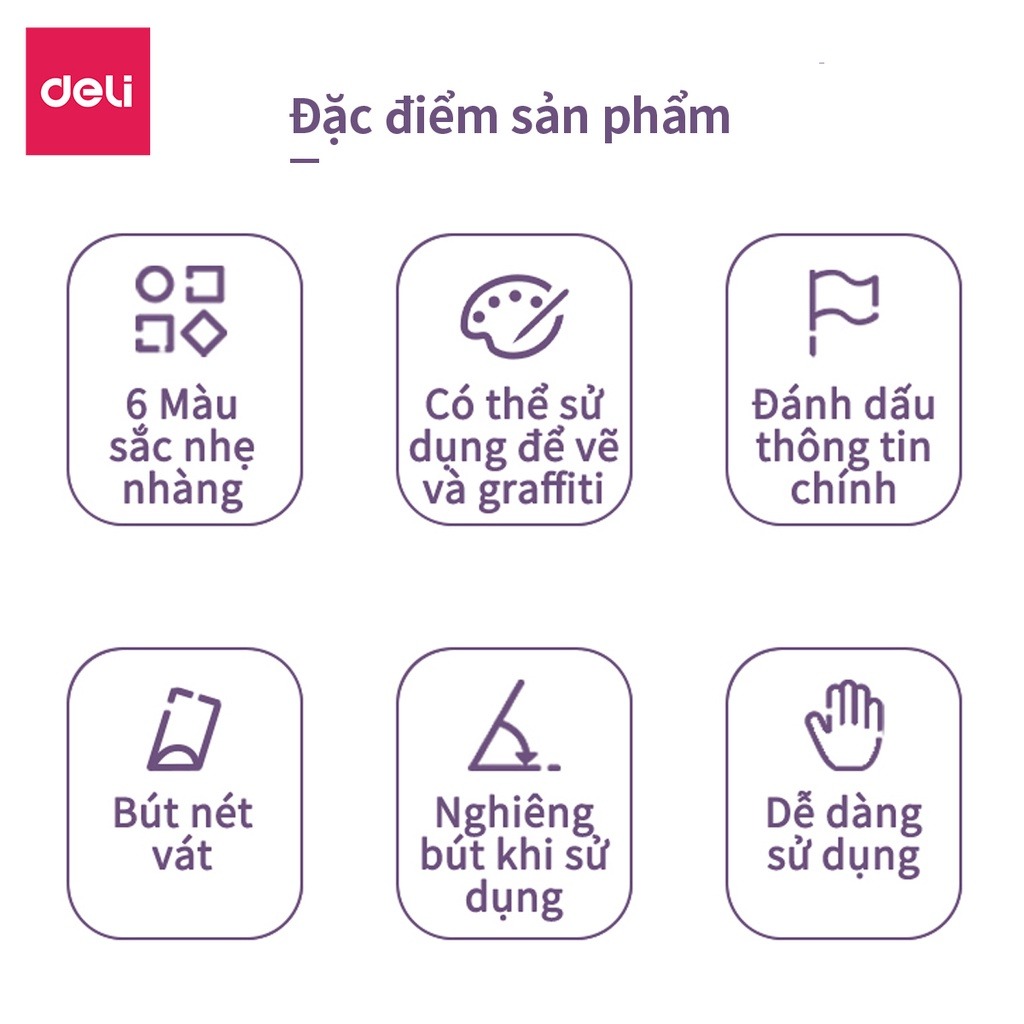 deli
Đặc điểm sản phẩm
6 Màu
sắc nhẹ
nhàng
Có thể sử
dụng để vẽ
và graffiti
Đánh dấu
thông tin
chính
Bút nét
vát
Nghiêng
bút khi sử
dụng
Dễ dàng
sử dụng